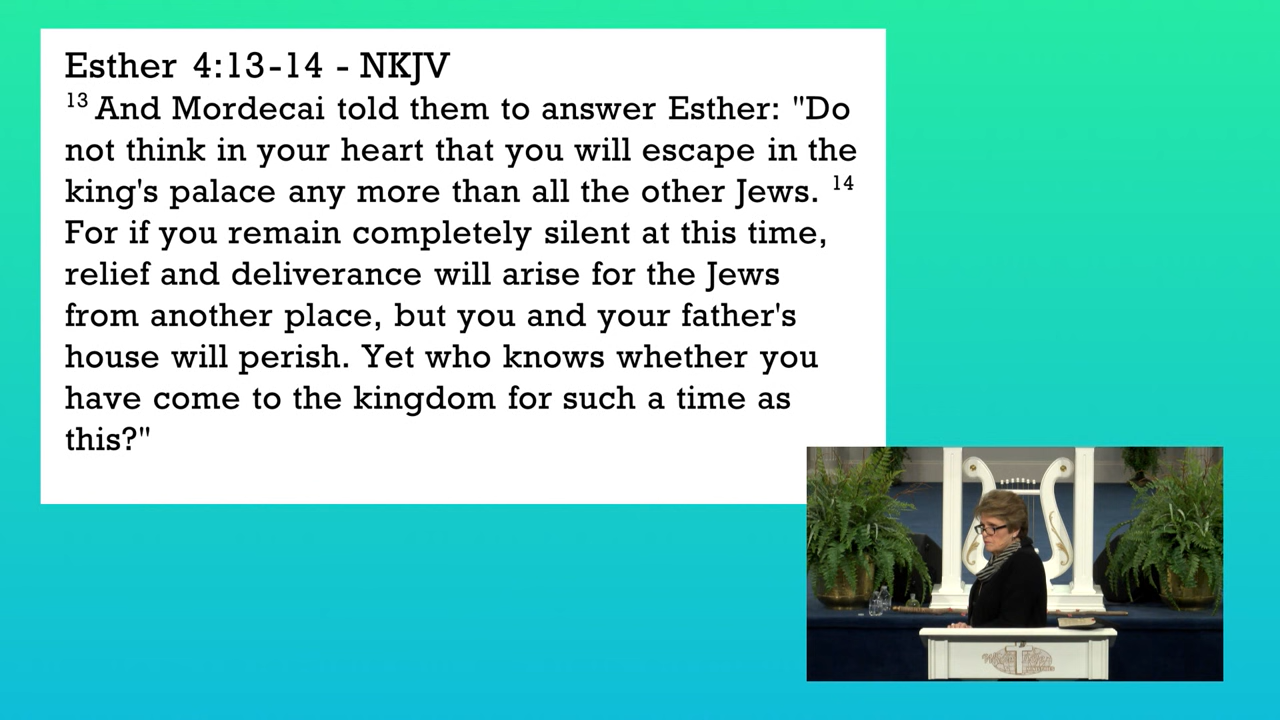 Esther 4:13-14 - NKJV
13 And Mordecai told them to answer Esther: "Do
not think in your heart that you will escape in the
king's palace any more than all the other Jews. 14
For if you remain completely silent at this time,
relief and deliverance will arise for the Jews
from another place, but you and your father's
house will perish. Yet who knows whether you
have come to the kingdom for such a time as
this?"